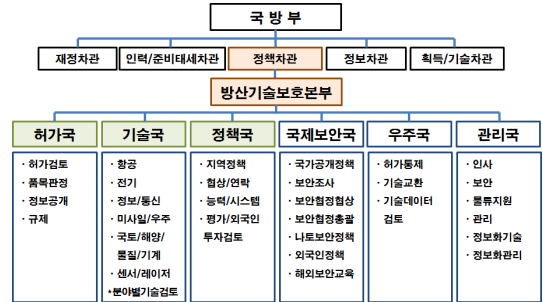 국 방 부
재정차관
인력/준비태세차관
정책차관
정보차관
획득/기술차관
방산기술보호본부
허가국
기술국
정책국
국제보안국
우주국
관리국
· 허가검토
· 품목판정
· 정보공개
· 규제
· 항공
· 전기
· 정보/통신
· 미사일/우주
· 국토/해양/
물질/기계
· 센서/레이저
*분야별기술검토
· 지역정책
· 협상/연락
· 능력/시스템
· 평가/외국인
투자검토
· 국가공개정책
· 보안조사
· 보안협정협상
· 보안협정총괄
· 나토보안정책
· 외국인정책
· 해외보안교육
· 허가통제
· 기술교환
· 기술데이터
검토
· 인사
· 보안
· 물류지원
· 관리
· 정보화기술
· 정보화관리